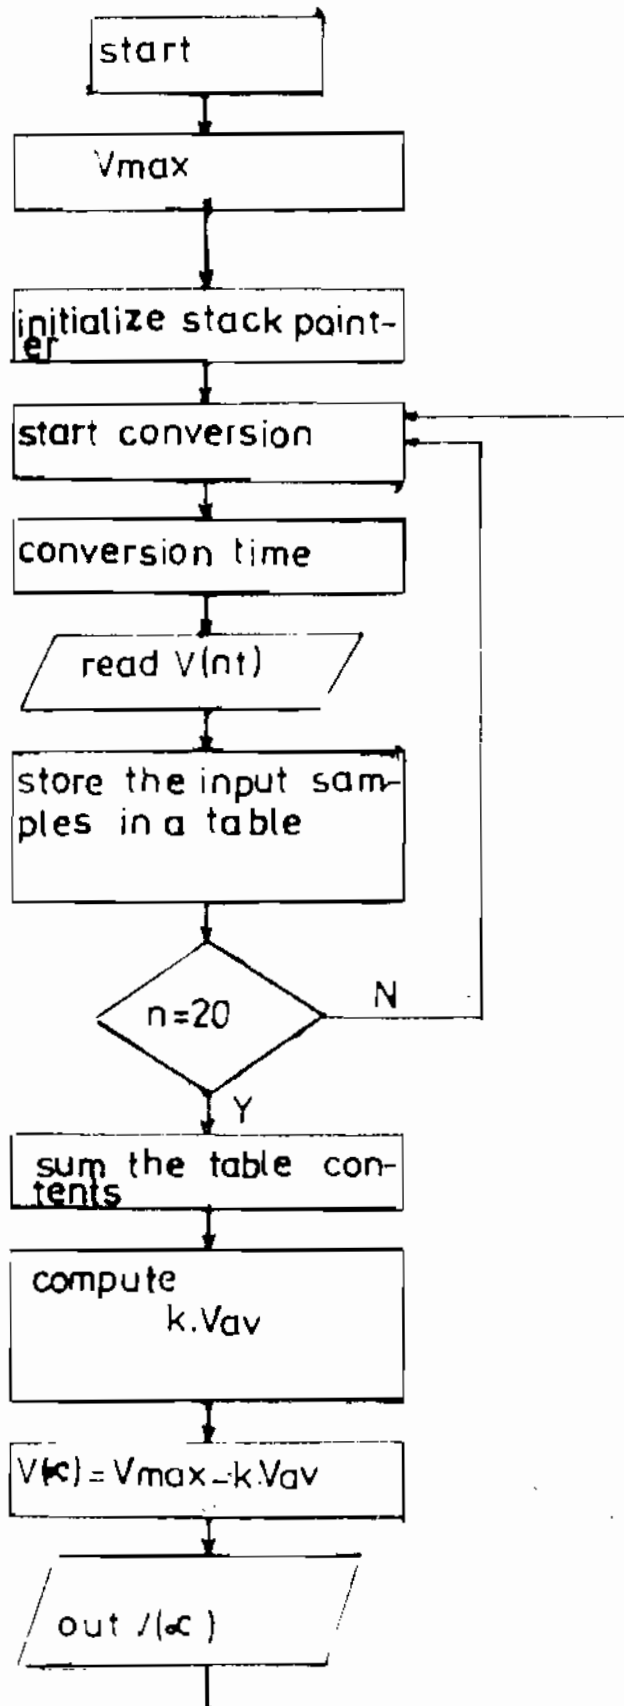 start
Vmax
initialize stack point-
er
start conversion
conversion time
read V(nt)
store the input sam-
ples in a table
n=20
N
Y
sum the table con-
tents
compute
k.Vav
V(∝) = Vmax - k.Vav
out V(∝)